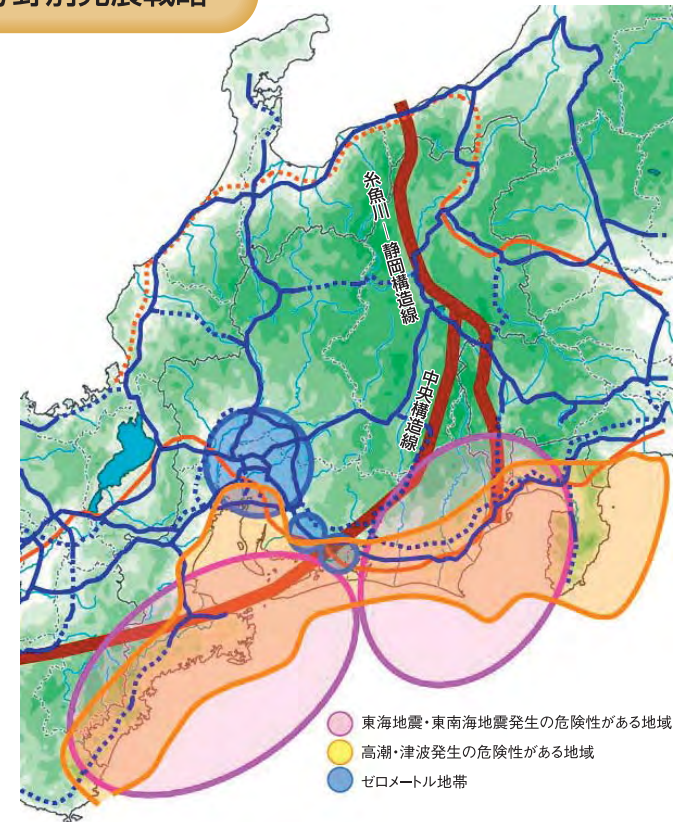 分野別発展戦略
糸魚川―静岡構造線
中央構造線
東海地震・東南海地震発生の危険性がある地域
高潮・津波発生の危険性がある地域
ゼロメートル地帯